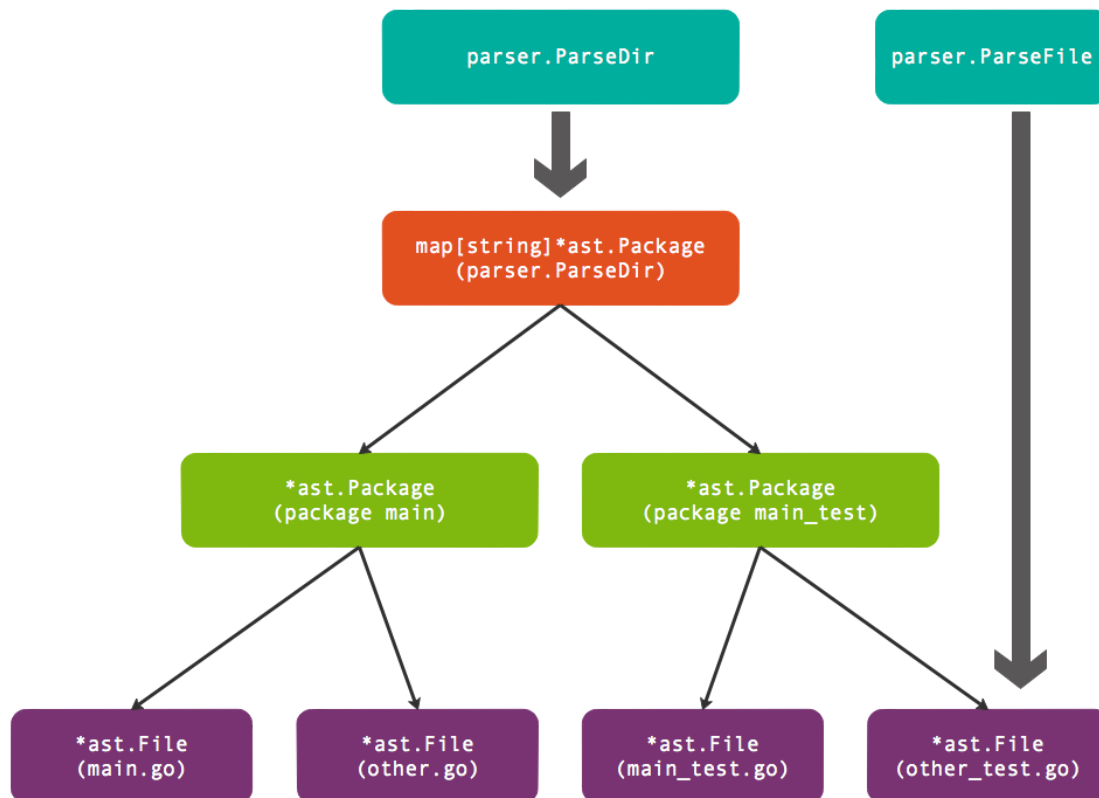 parser.ParseDir
parser.ParseFile
map[string]*ast.Package
(parser.ParseDir)
*ast.Package
(package main)
*ast.Package
(package main_test)
*ast.File
(main.go)
*ast.File
(other.go)
*ast.File
(main_test.go)
*ast.File
(other_test.go)